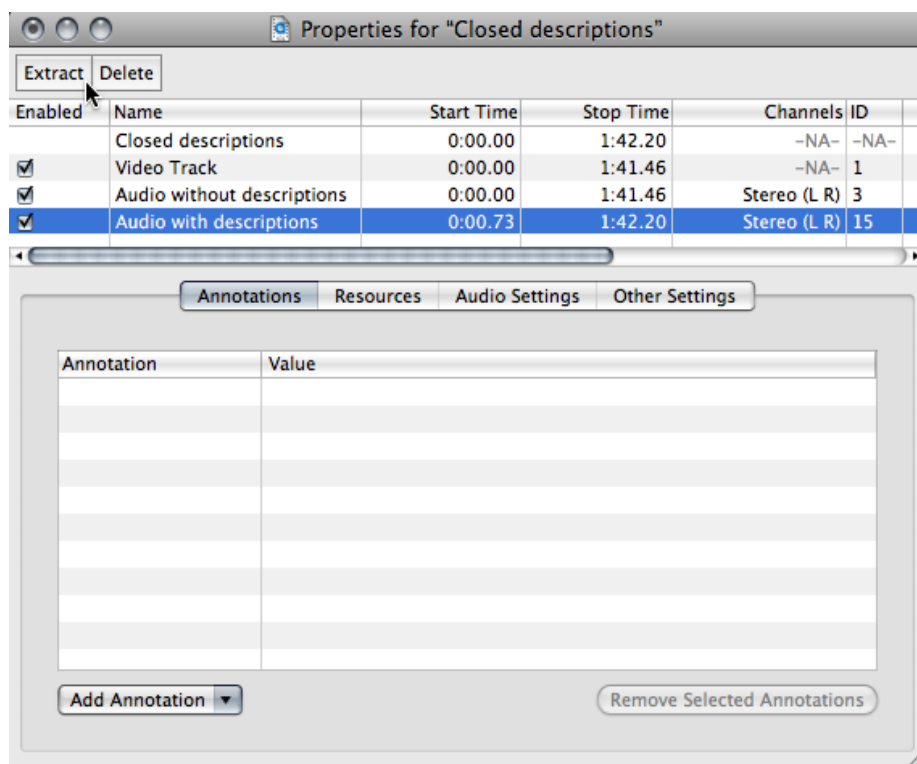 Properties for “Closed descriptions”
Extract Delete
Enabled Name Start Time Stop Time Channels ID
Closed descriptions 0:00.00 1:42.20 -NA- -NA-
Video Track 0:00.00 1:41.46 -NA- 1
Audio without descriptions 0:00.00 1:41.46 Stereo (L R) 3
Audio with descriptions 0:00.73 1:42.20 Stereo (L R) 15
Annotations Resources Audio Settings Other Settings
Annotation Value
Add Annotation Remove Selected Annotations